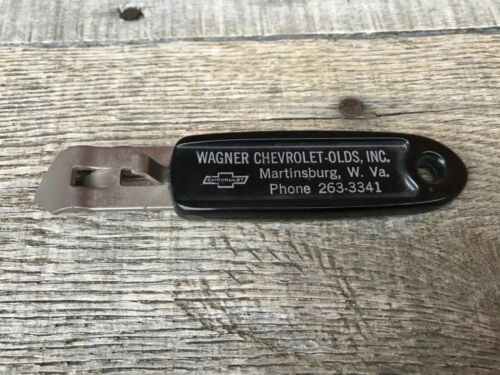 WAGNER CHEVROLET-OLDS, INC.
CHEVROLET
Martinsburg, W. Va.
Phone 263-3341